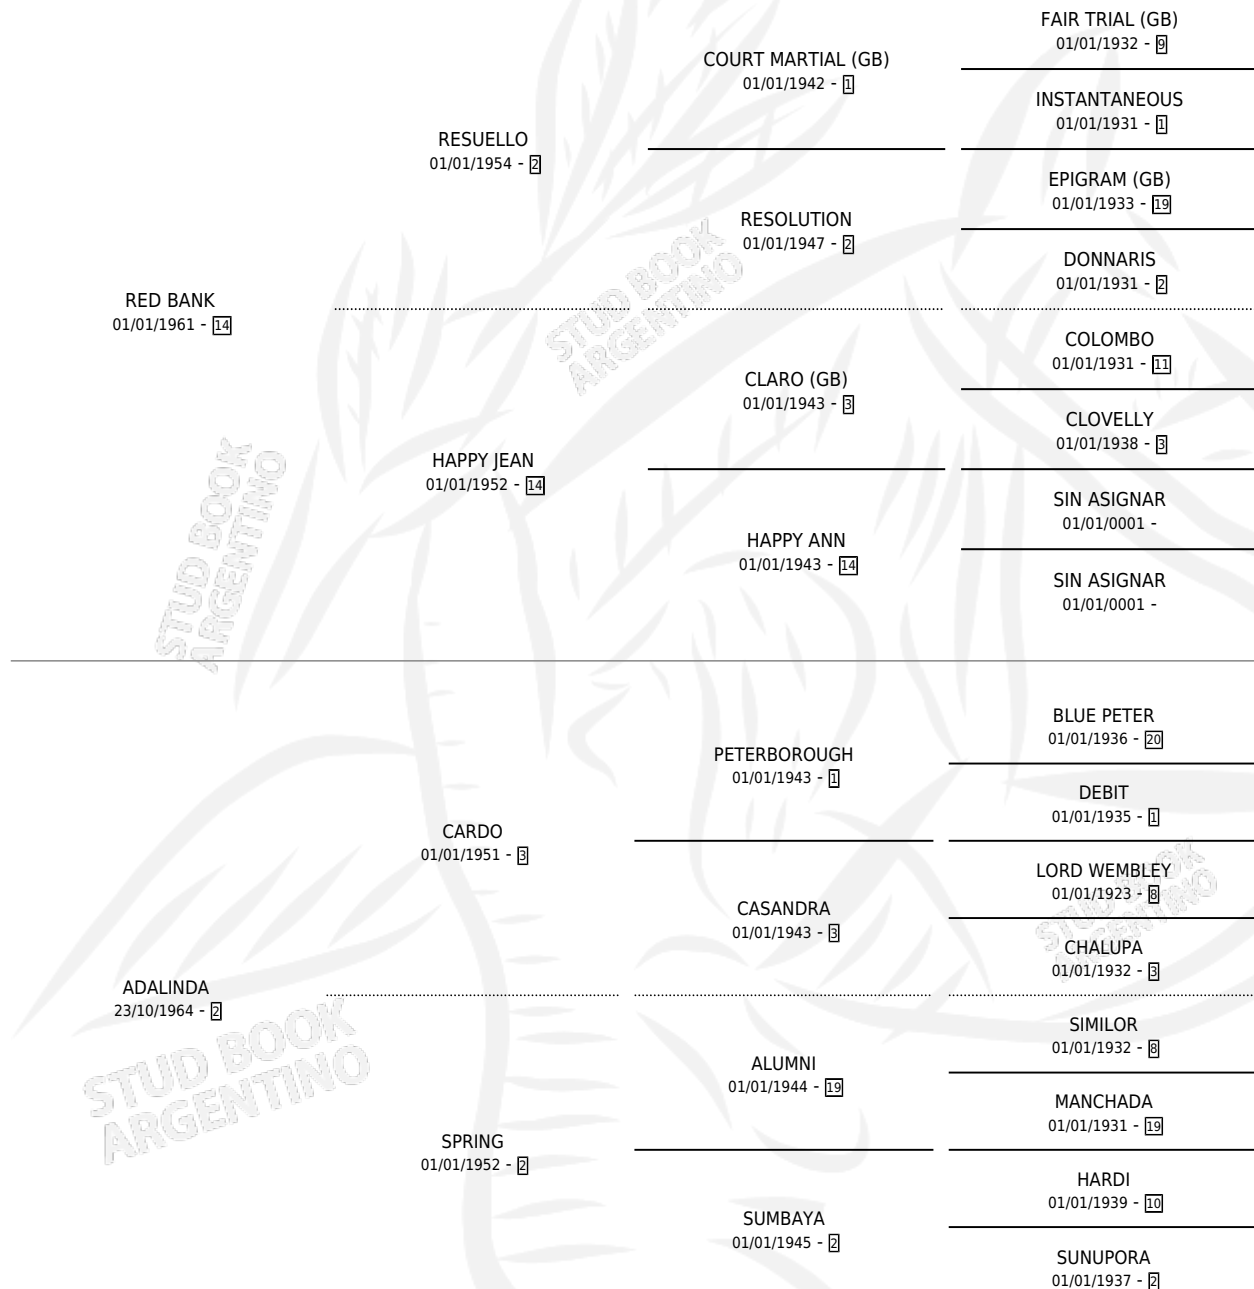 FAIR TRIAL (GB)
01/01/1932 - 9
COURT MARTIAL (GB)
01/01/1942 - 1
INSTANTANEOUS
01/01/1931 - 1
RESUELLO
01/01/1954 - 2
EPIGRAM (GB)
01/01/1933 - 19
RESOLUTION
01/01/1947 - 2
DONNARIS
01/01/1931 - 2
RED BANK
01/01/1961 - 14
COLOMBO
01/01/1931 - 11
CLARO (GB)
01/01/1943 - 3
CLOVELLY
01/01/1938 - 3
HAPPY JEAN
01/01/1952 - 14
SIN ASIGNAR
01/01/0001 -
HAPPY ANN
01/01/1943 - 14
SIN ASIGNAR
01/01/0001 -
BLUE PETER
01/01/1936 - 20
PETERBOROUGH
01/01/1943 - 1
DEBIT
01/01/1935 - 1
CARDO
01/01/1951 - 3
LORD WEMBLEY
01/01/1923 - 8
CASANDRA
01/01/1943 - 3
CHALUPA
01/01/1932 - 3
ADALINDA
23/10/1964 - 2
SIMILOR
01/01/1932 - 8
ALUMNI
01/01/1944 - 19
MANCHADA
01/01/1931 - 19
SPRING
01/01/1952 - 2
HARDI
01/01/1939 - 10
SUMBAYA
01/01/1945 - 2
SUNUPORA
01/01/1937 - 2
STUD BOOK
ARGENTINO
STUD BOOK
ARGENTINO
STUD BOOK
ARGENTINO
STUD BOOK
ARGENTINO